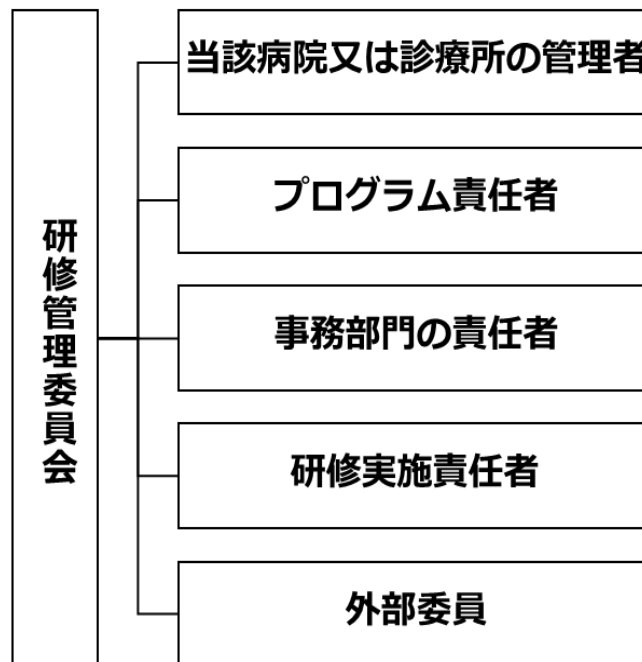 研修管理委員会
当該病院又は診療所の管理者
プログラム責任者
事務部門の責任者
研修実施責任者
外部委員